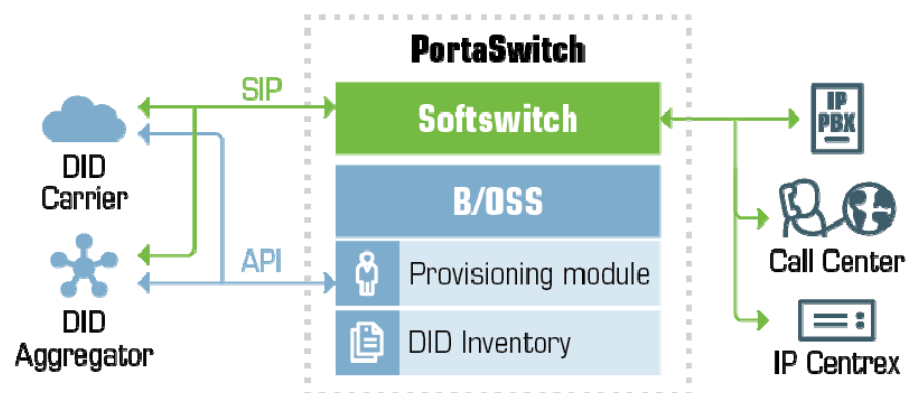 PortaSwitch
SIP
Softswitch
IP
PBX
DID
Carrier
B/OSS
Call Center
API
Provisioning module
DID
Aggregator
DID Inventory
IP Centrex